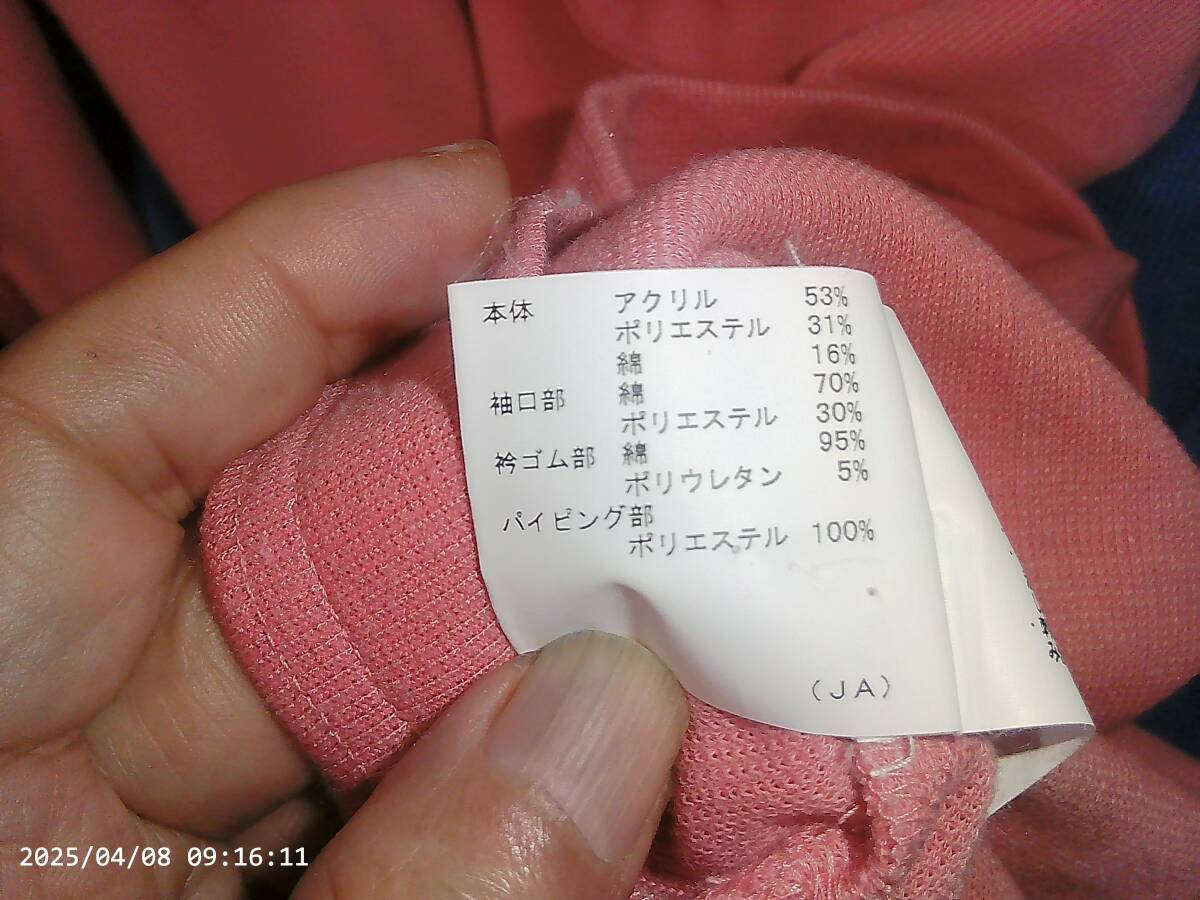 本体 アクリル 53%
ポリエステル 31%
綿 16%
袖口部 綿 70%
ポリエステル 30%
衿ゴム部 綿 95%
ポリウレタン 5%
パイピング部
ポリエステル 100%
(JA)
2025/04/08 09:16:11